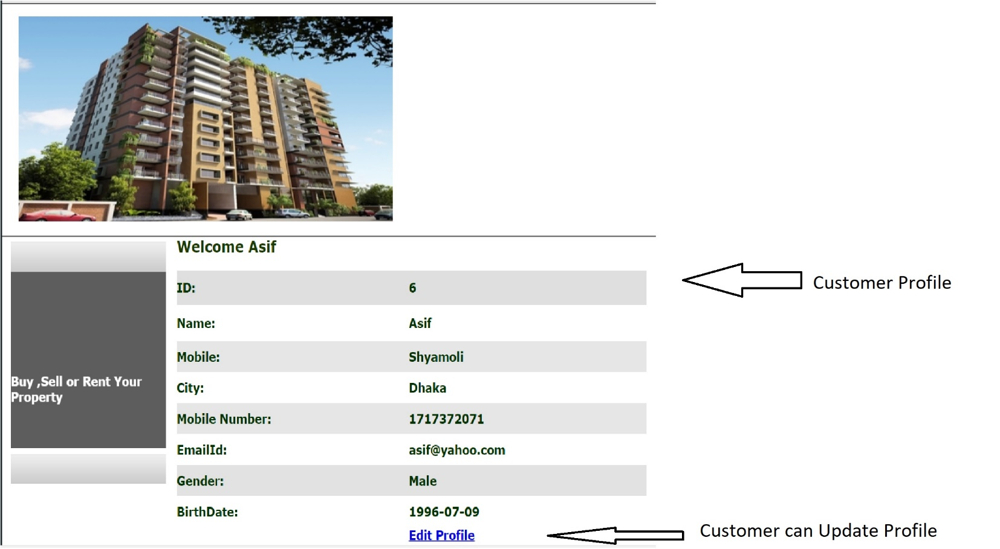 Welcome Asif
ID: 6
Customer Profile
Name: Asif
Mobile: Shyamoli
Buy ,Sell or Rent Your
Property
City: Dhaka
Mobile Number: 1717372071
EmailId: asif@yahoo.com
Gender: Male
BirthDate: 1996-07-09
Edit Profile
Customer can Update Profile